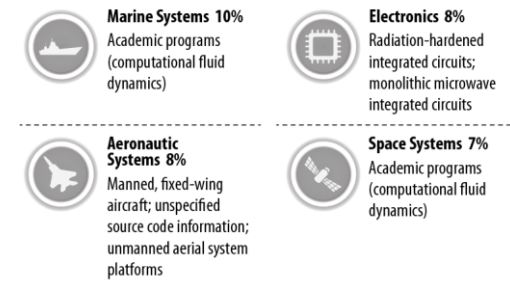 Marine Systems 10%
Academic programs
(computational fluid
dynamics)
Electronics 8%
Radiation-hardened
integrated circuits;
monolithic microwave
integrated circuits
Aeronautic
Systems 8%
Manned, fixed-wing
aircraft; unspecified
source code information;
unmanned aerial system
platforms
Space Systems 7%
Academic programs
(computational fluid
dynamics)